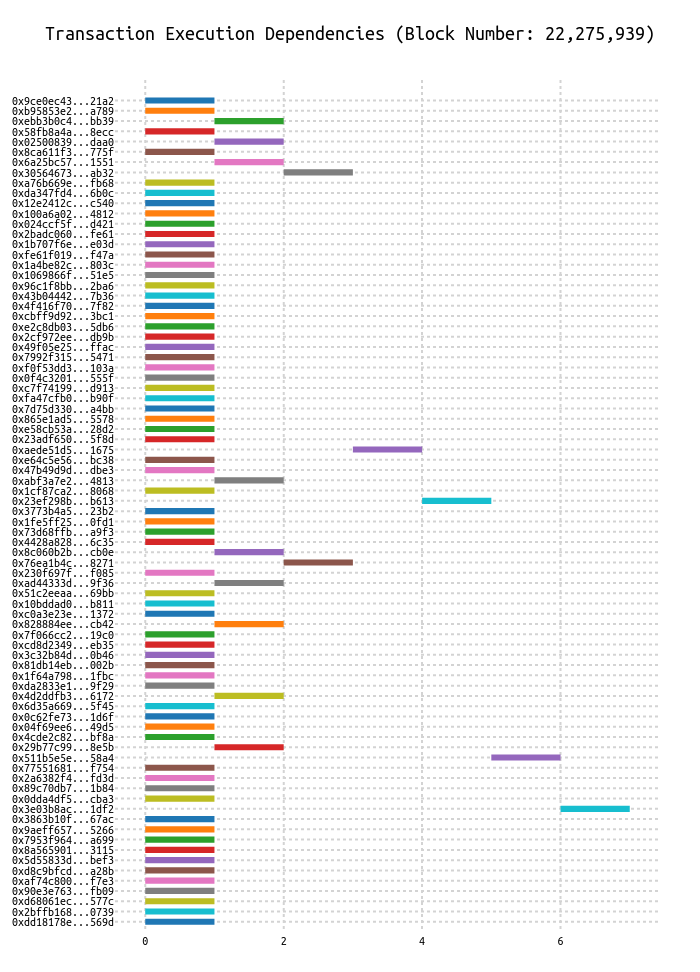 Transaction Execution Dependencies (Block Number: 22,275,939)
0x9ce0ec43...21a2
0xb95853e2...a789
0xebb3b0c4...bb39
0x58fb8a4a...8ecc
0x02500839...daa0
0x8ca611f3...775f
0x6a25bc57...1551
0x30564673...ab32
0xa76b669e...fb68
0xda347fd4...6b0c
0x12e2412c...c540
0x100a6a02...4812
0x024ccf5f...d421
0x2badc060...fe61
0x1b707f6e...e03d
0xfe61f019...f47a
0x1a4be82c...803c
0x1069866f...51e5
0x96c1f8bb...2ba6
0x43b04442...7b36
0x4f416f70...7f82
0xcbff9d92...3bc1
0xe2c8db03...5db6
0x2cf972ee...db9b
0x49f05e25...ffac
0x7992f315...5471
0xf0f53dd3...103a
0x0f4c3201...555f
0xc7f74199...d913
0xfa47cfb0...b90f
0x7d75d330...a4bb
0x865e1ad5...5578
0xe58cb53a...28d2
0x23adf650...5f8d
0xaede51d5...1675
0xe64c5e56...bc38
0x47b49d9d...dbe3
0xabf3a7e2...4813
0x1cf87ca2...8068
0x23ef298b...b613
0x3773b4a5...23b2
0x1fe5ff25...0fd1
0x73d68ffb...a9f3
0x4428a828...6c35
0x8c060b2b...cb0e
0x76ea1b4c...8271
0x230f697f...f085
0xad44333d...9f36
0x51c2eeaa...69bb
0x10bddad0...b811
0xc0a3e23e...1372
0x828884ee...cb42
0x7f066cc2...19c0
0xcd8d2349...eb35
0x3c32b84d...0b46
0x81db14eb...002b
0x1f64a798...1fbc
0xda2833e1...9f29
0x4d2ddfb3...6172
0x6d35a669...5f45
0x0c62fe73...1d6f
0x04f69ee6...49d5
0x4cde2c82...bf8a
0x29b77c99...8e5b
0x511b5e5e...58a4
0x77551681...f754
0x2a6382f4...fd3d
0x89c70db7...1b84
0x0dda4df5...cba3
0x3e03b8ac...1df2
0x3863b10f...67ac
0x9aeff657...5266
0x7953f964...a699
0x8a565901...3115
0x5d55833d...bef3
0xd8c9bfcd...a28b
0xaf74c800...f7e3
0x90e3e763...fb09
0xd68061ec...577c
0x2bffb168...0739
0xdd18178e...569d
0 2 4 6